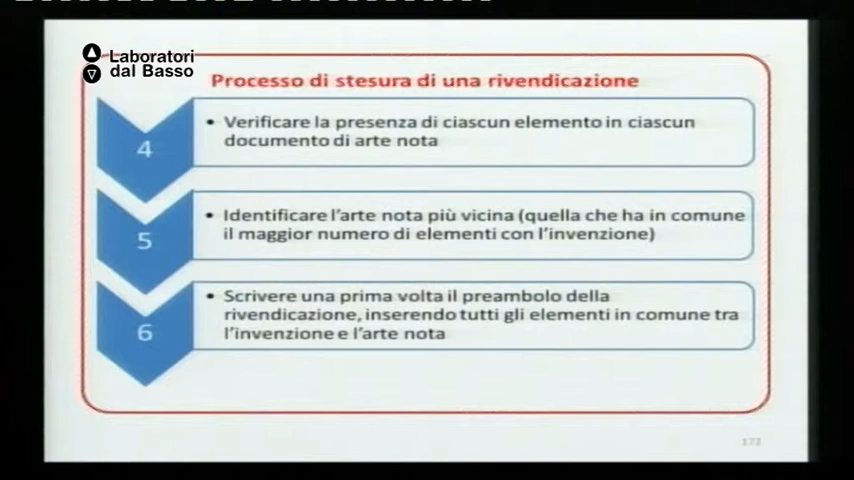 Laboratori
dal Basso
Processo di stesura di una rivendicazione
4
• Verificare la presenza di ciascun elemento in ciascun
documento di arte nota
5
• Identificare l'arte nota più vicina (quella che ha in comune
il maggior numero di elementi con l'invenzione)
6
• Scrivere una prima volta il preambolo della
rivendicazione, inserendo tutti gli elementi in comune tra
l'invenzione e l'arte nota
172